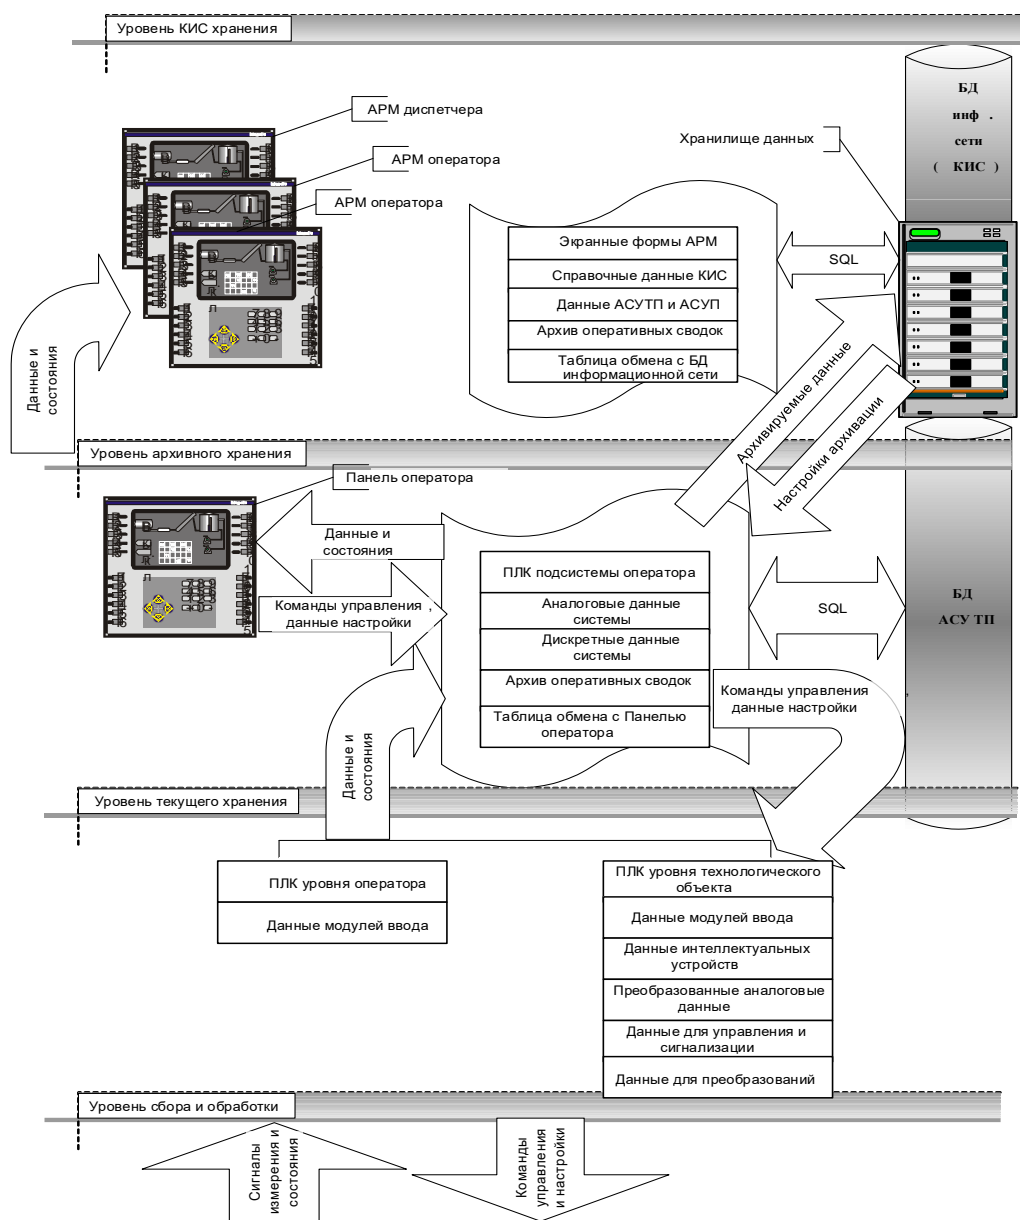 Уровень КИС хранения
АРМ диспетчера
АРМ оператора
АРМ оператора
Хранилище данных
БД
инф .
сети
( КИС )
Экранные формы АРМ
Справочные данные КИС
Данные АСУТП и АСУП
Архив оперативных сводок
Таблица обмена с БД
информационной сети
SQL
Данные и
состояния
Архивируемые данные
Настройки архивации
Уровень архивного хранения
Панель оператора
Данные и
состояния
Команды управления ,
данные настройки
ПЛК подсистемы оператора
Аналоговые данные
системы
Дискретные данные
системы
Архив оперативных сводок
Таблица обмена с Панелью
оператора
SQL
БД
АСУ ТП
Команды управления ,
данные настройки
Данные и
состояния
Уровень текущего хранения
ПЛК уровня оператора
Данные модулей ввода
ПЛК уровня технологического
объекта
Данные модулей ввода
Данные интеллектуальных
устройств
Преобразованные аналоговые
данные
Данные для управления и
сигнализации
Данные для преобразований
Уровень сбора и обработки
Сигналы
измерения и
состояния
Команды
управления
и настройки